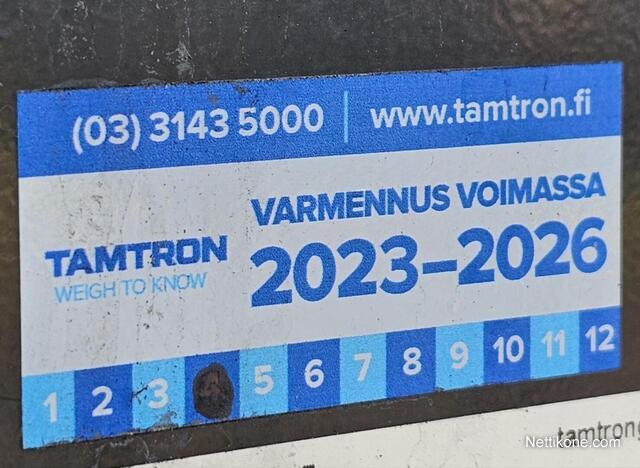 (03) 3143 5000 | www.tamtron.fi
VARMENNUS VOIMASSA
2023–2026
TAMTRON
WEIGH TO KNOW
1 2 3 5 6 7 8 9 10 11 12
Nettikone.com